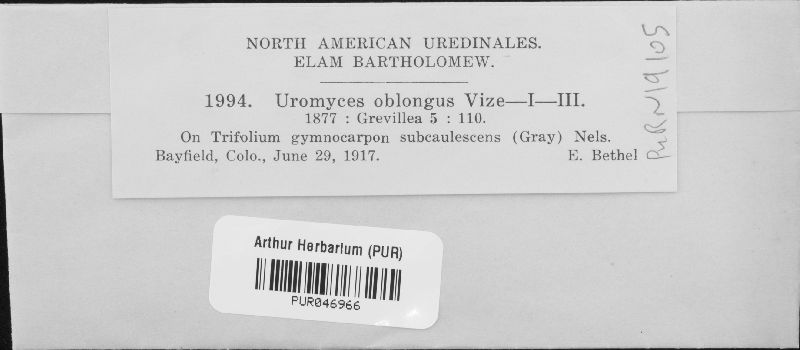 NORTH AMERICAN UREDINALES.
ELAM BARTHOLOMEW.
1994. Uromyces oblongus Vize—I—III.
1877 : Grevillea 5 : 110.
On Trifolium gymnocarpon subcaulescens (Gray) Nels.
Bayfield, Colo., June 29, 1917. E. Bethel
PURN19105
Arthur Herbarium (PUR)
PUR046966